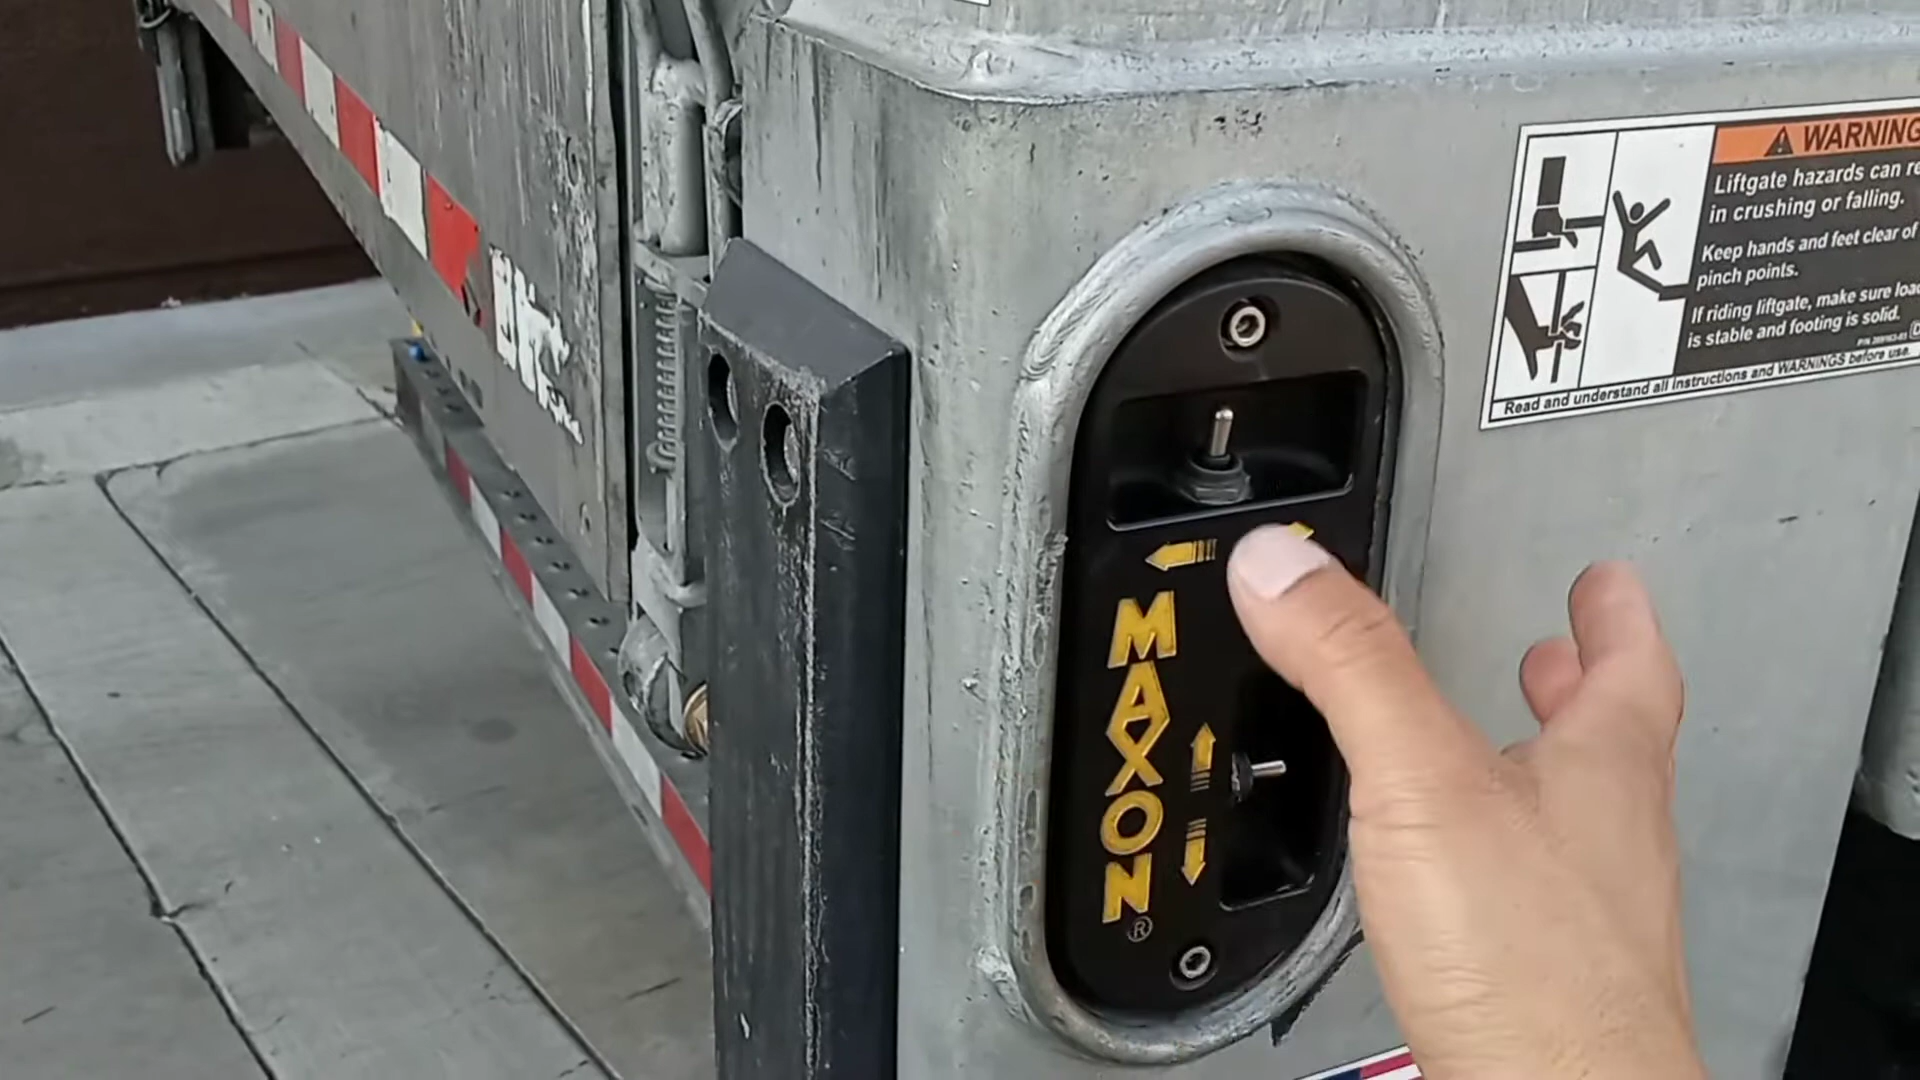 WARNING
Liftgate hazards can re
in crushing or falling.
Keep hands and feet clear of
pinch points.
If riding liftgate, make sure loa
is stable and footing is solid.
Read and understand all instructions and WARNINGS before use.
MAXON®